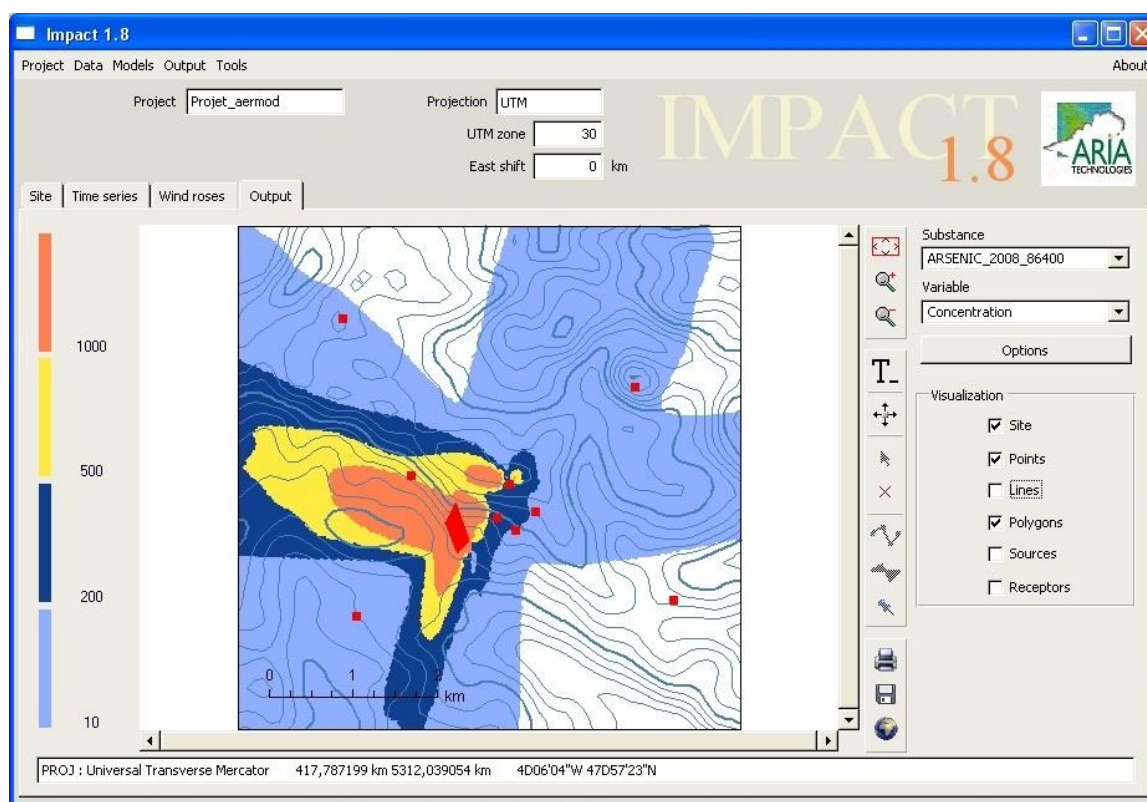 Impact 1.8
Project Data Models Output Tools About
Project Projet_aermod Projection UTM
UTM zone 30
East shift 0 km
IMPACT
1.8
ARIA
TECHNOLOGIES
Site Time series Wind roses Output
Substance
ARSENIC_2008_86400
Variable
Concentration
Options
Visualization
Site
Points
Lines
Polygons
Sources
Receptors
1000
500
200
10
T_
0 1 2
km
PROJ : Universal Transverse Mercator 417,787199 km 5312,039054 km 4D06'04"W 47D57'23"N